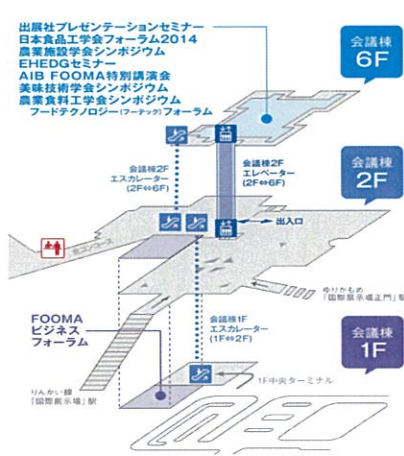 出展社プレゼンテーションセミナー
日本食品工学会フォーラム2014
農業施設学会シンポジウム
EHEDGセミナー
AIB FOOMA特別講演会
美味技術学会シンポジウム
農業食料工学会シンポジウム
フードテクノロジー(フーテック)フォーラム
会議棟
6F
会議棟2F
エスカレーター
(2F⇔6F)
会議棟2F
エレベーター
(2F⇔6F)
会議棟
2F
出入口
北コンコース
ゆりかもめ
「国際展示場正門」駅
FOOMA
ビジネス
フォーラム
会議棟1F
エスカレーター
(1F⇔2F)
会議棟
1F
1F中央ターミナル
りんかい線
「国際展示場」駅